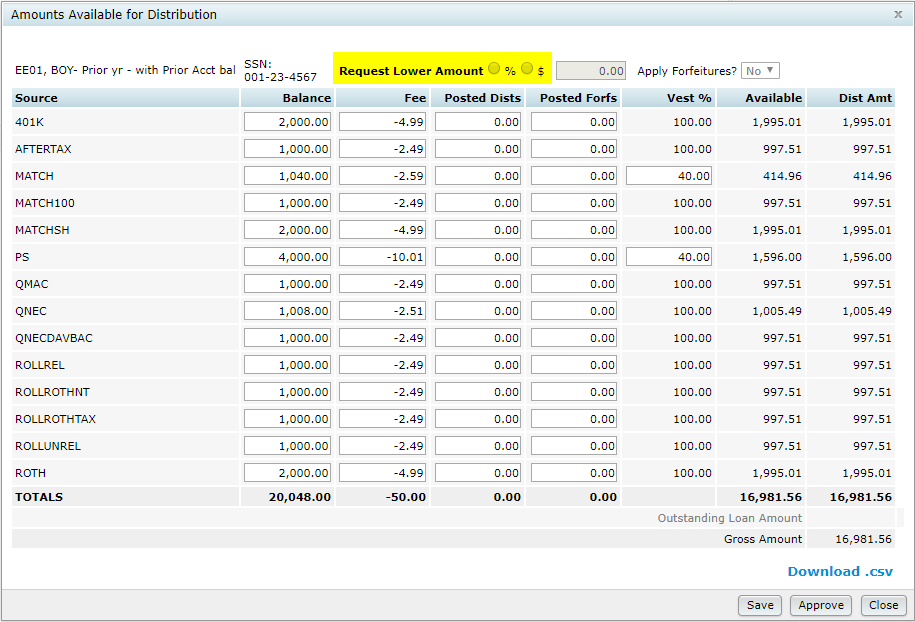 Amounts Available for Distribution x
EE01, BOY- Prior yr - with Prior Acct bal SSN: 001-23-4567 Request Lower Amount % $ 0.00 Apply Forfeitures? No ▼
Source Balance Fee Posted Dists Posted Forfs Vest % Available Dist Amt
401K 2,000.00 -4.99 0.00 0.00 100.00 1,995.01 1,995.01
AFTERTAX 1,000.00 -2.49 0.00 0.00 100.00 997.51 997.51
MATCH 1,040.00 -2.59 0.00 0.00 40.00 414.96 414.96
MATCH100 1,000.00 -2.49 0.00 0.00 100.00 997.51 997.51
MATCHSH 2,000.00 -4.99 0.00 0.00 100.00 1,995.01 1,995.01
PS 4,000.00 -10.01 0.00 0.00 40.00 1,596.00 1,596.00
QMAC 1,000.00 -2.49 0.00 0.00 100.00 997.51 997.51
QNEC 1,008.00 -2.51 0.00 0.00 100.00 1,005.49 1,005.49
QNECDAVBAC 1,000.00 -2.49 0.00 0.00 100.00 997.51 997.51
ROLLREL 1,000.00 -2.49 0.00 0.00 100.00 997.51 997.51
ROLLROTHNT 1,000.00 -2.49 0.00 0.00 100.00 997.51 997.51
ROLLROTHTAX 1,000.00 -2.49 0.00 0.00 100.00 997.51 997.51
ROLLUNREL 1,000.00 -2.49 0.00 0.00 100.00 997.51 997.51
ROTH 2,000.00 -4.99 0.00 0.00 100.00 1,995.01 1,995.01
TOTALS 20,048.00 -50.00 0.00 0.00 16,981.56 16,981.56
Outstanding Loan Amount
Gross Amount 16,981.56
Download .csv
Save Approve Close